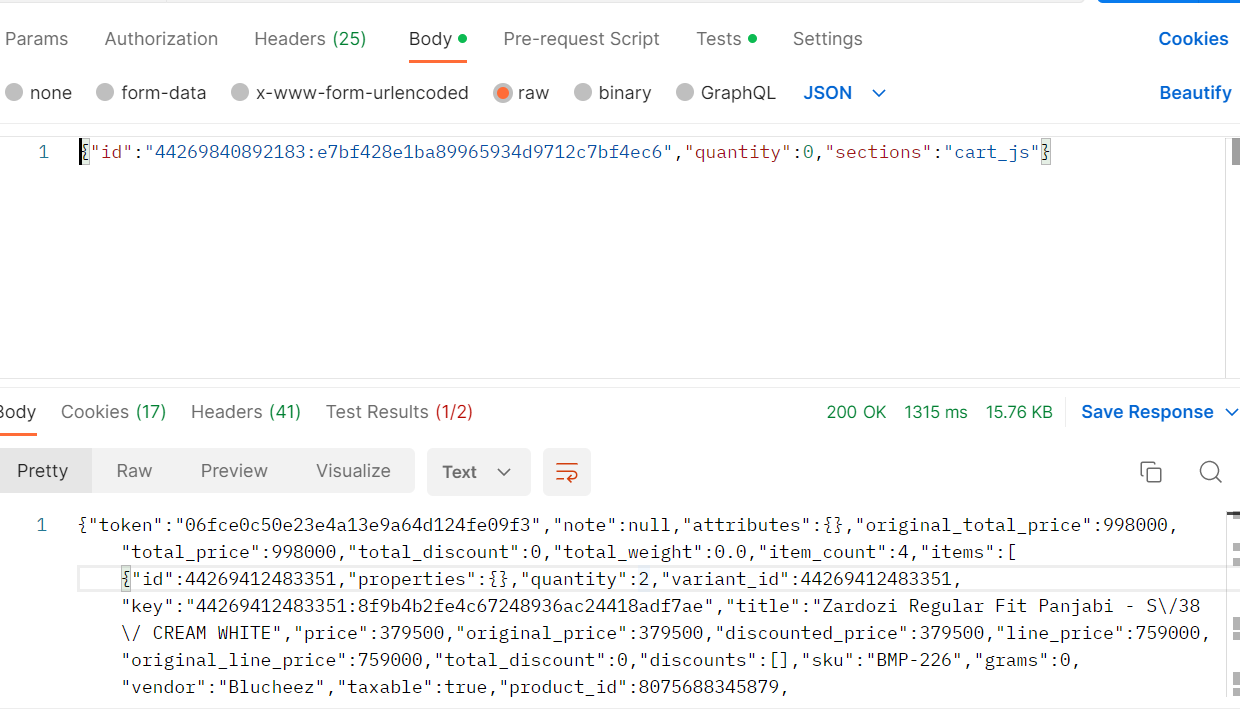 Params Authorization Headers (25) Body Pre-request Script Tests Settings Cookies
none form-data x-www-form-urlencoded raw binary GraphQL JSON Beautify
1 {"id":"44269840892183:e7bf428e1ba89965934d9712c7bf4ec6","quantity":0,"sections":"cart_js"}
Body Cookies (17) Headers (41) Test Results (1/2) 200 OK 1315 ms 15.76 KB Save Response
Pretty Raw Preview Visualize Text
1 {"token":"06fce0c50e23e4a13e9a64d124fe09f3","note":null,"attributes":{},"original_total_price":998000,
"total_price":998000,"total_discount":0,"total_weight":0.0,"item_count":4,"items":[
{"id":44269412483351,"properties":{},"quantity":2,"variant_id":44269412483351,
"key":"44269412483351:8f9b4b2fe4c67248936ac24418adf7ae","title":"Zardozi Regular Fit Panjabi - S\/38
\/ CREAM WHITE","price":379500,"original_price":379500,"discounted_price":379500,"line_price":759000,
"original_line_price":759000,"total_discount":0,"discounts":[],"sku":"BMP-226","grams":0,
"vendor":"Blucheez","taxable":true,"product_id":8075688345879,